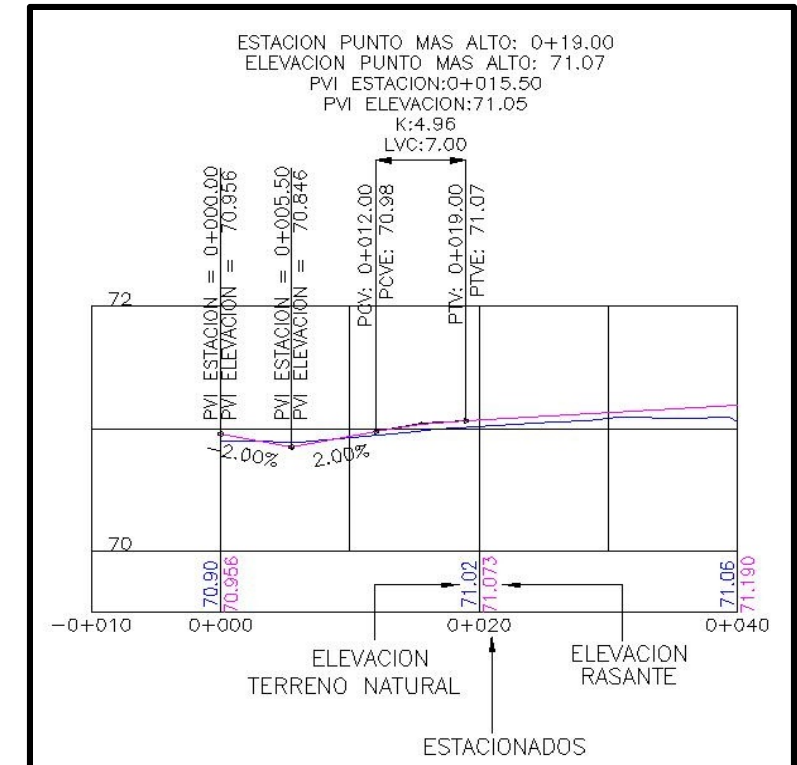 ESTACION PUNTO MAS ALTO: 0+19.00
ELEVACION PUNTO MAS ALTO: 71.07
PVI ESTACION:0+015.50
PVI ELEVACION:71.05
K:4.96
LVC:7.00
PVI ESTACION = 0+000.00
PVI ELEVACION = 70.956
PVI ESTACION = 0+005.50
PVI ELEVACION = 70.846
PCV: 0+012.00
PCVE: 70.98
PTV: 0+019.00
PTVE: 71.07
72
-2.00%
2.00%
70
70.90
70.956
71.02
71.073
71.06
71.190
-0+010
0+000
0+020
0+040
ELEVACION
TERRENO NATURAL
ELEVACION
RASANTE
ESTACIONADOS